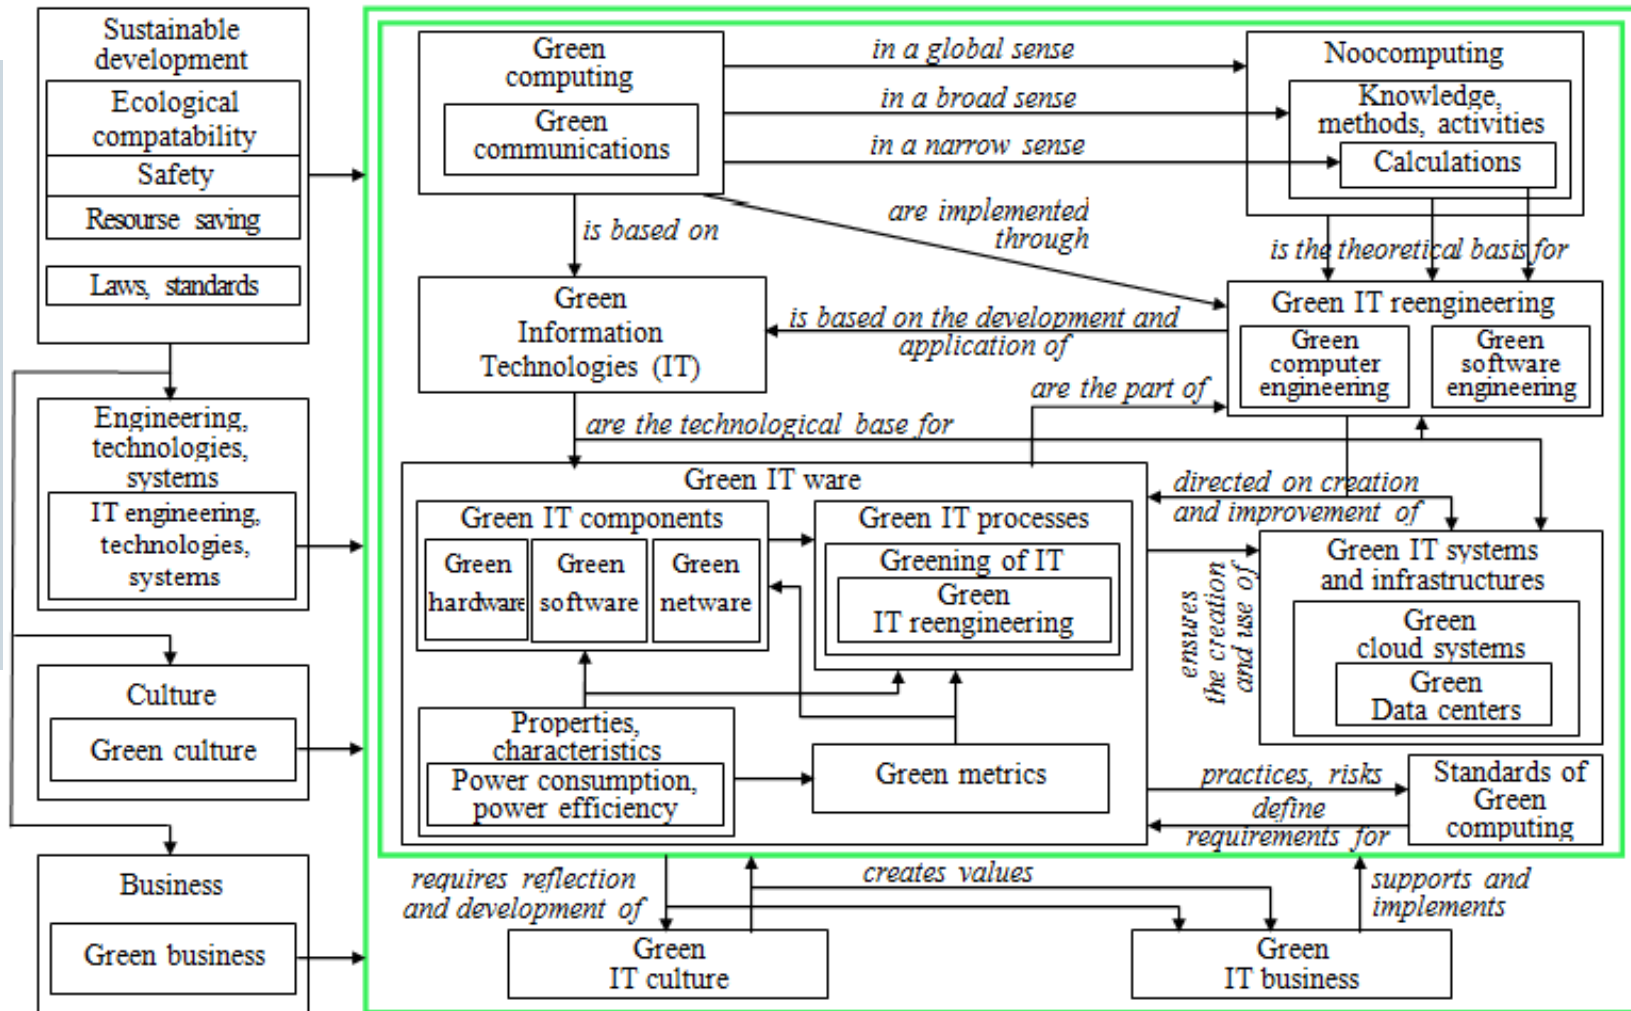 Sustainable
development
Ecological
compatability
Safety
Resourse saving
Laws, standards
Engineering,
technologies,
systems
IT engineering,
technologies,
systems
Culture
Green culture
Business
Green business
Green
computing
Green
communications
in a global sense
in a broad sense
in a narrow sense
Noocomputing
Knowledge,
methods, activities
Calculations
is based on
are implemented
through
is the theoretical basis for
Green
Information
Technologies (IT)
is based on the development and
application of
Green IT reengineering
Green
computer
engineering
Green
software
engineering
are the part of
are the technological base for
Green IT ware
Green IT components
Green
hardware
Green
software
Green
netware
Green IT processes
Greening of IT
Green
IT reengineering
directed on creation
and improvement of
ensures
the creation
and use of
Green IT systems
and infrastructures
Green
cloud systems
Green
Data centers
Properties,
characteristics
Power consumption,
power efficiency
Green metrics
practices, risks
define
requirements for
Standards of
Green
computing
requires reflection
and development of
creates values
supports and
implements
Green
IT culture
Green
IT business